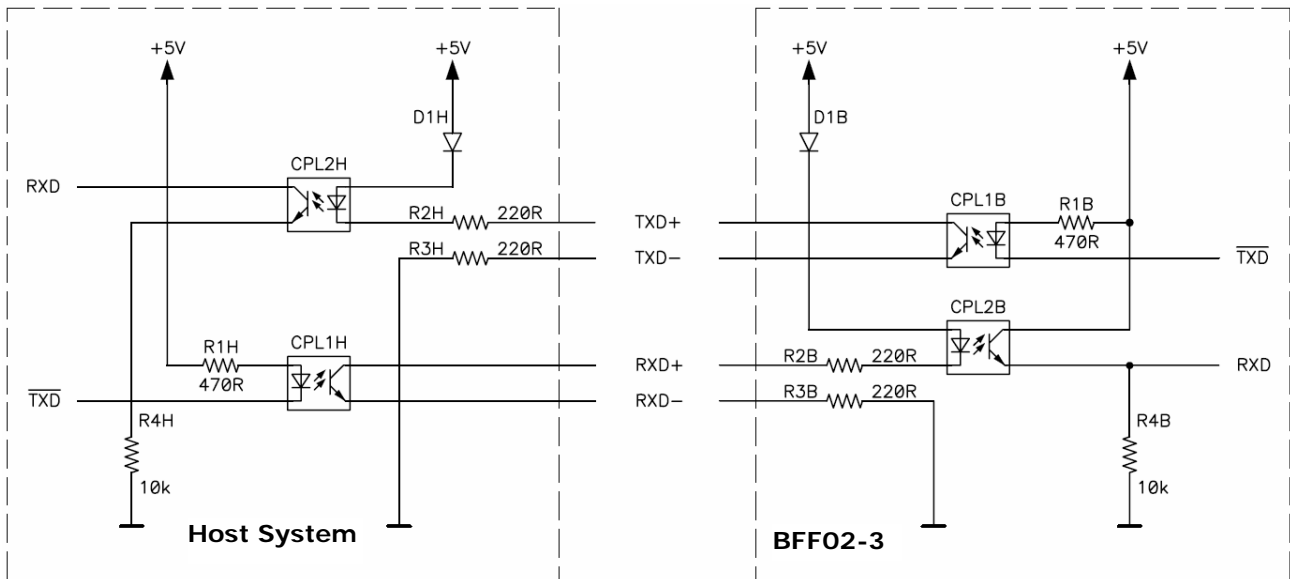 +5V
+5V
+5V
+5V
D1H
D1B
CPL2H
RXD
CPL1B
R1B
R2H
220R
TXD+
470R
R3H
220R
TXD-
TXD
CPL2B
CPL1H
R1H
RXD+
R2B
220R
RXD
470R
TXD
RXD-
R3B
220R
R4H
R4B
10k
10k
Host System
BFF02-3